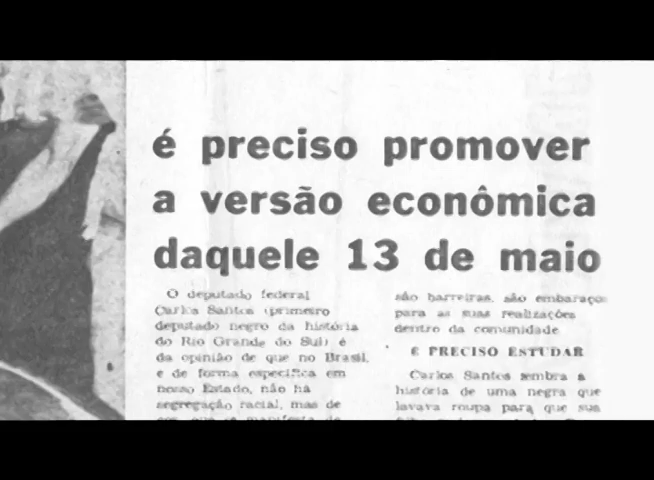 é preciso promover
a versão econômica
daquele 13 de maio
O deputado federal
Carlos Santos (primeiro
deputado negro da história
do Rio Grande do Sul) é
da opinião de que no Brasil,
e de forma específica em
nosso Estado, não há
segregação racial, mas de
são barreiras, são embaraços
para as suas realizações
dentro da comunidade
É PRECISO ESTUDAR
Carlos Santos lembra a
história de uma negra que
lavava roupa para que sua